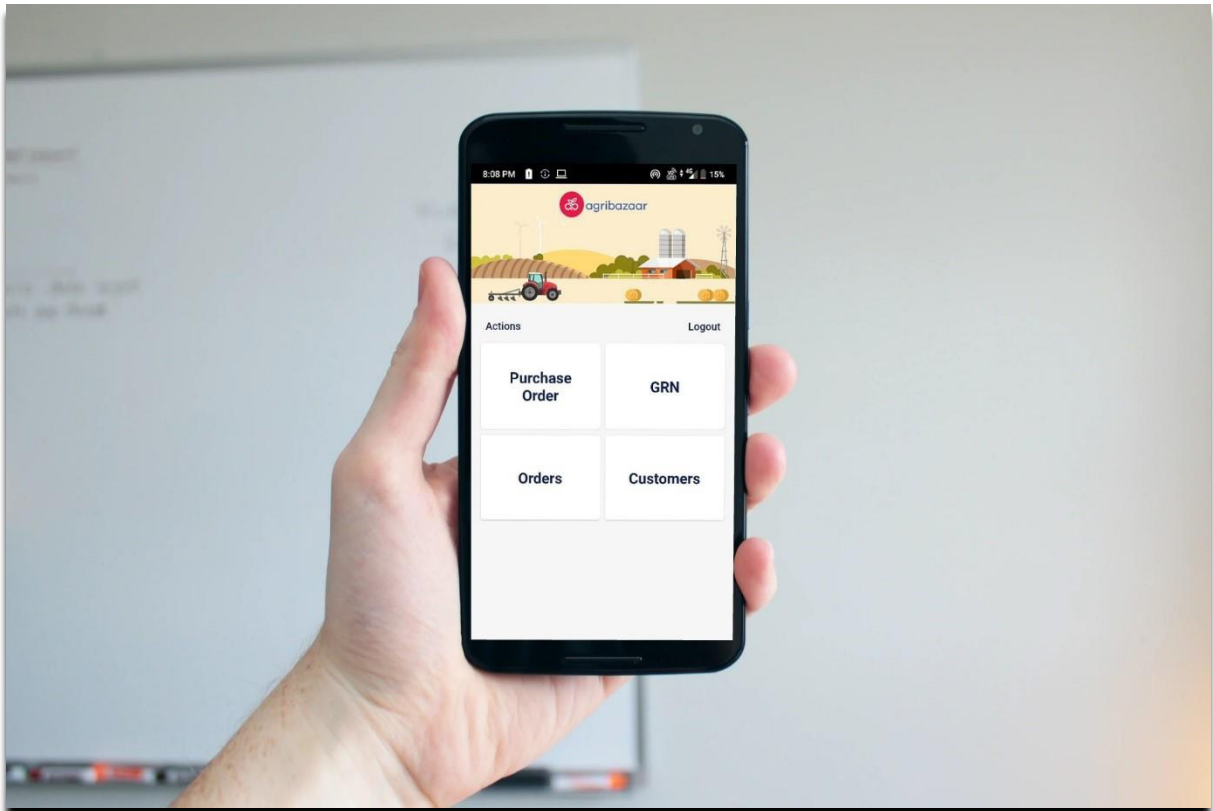 8:08 PM 15%
agribazaar
Actions Logout
Purchase
Order
GRN
Orders
Customers